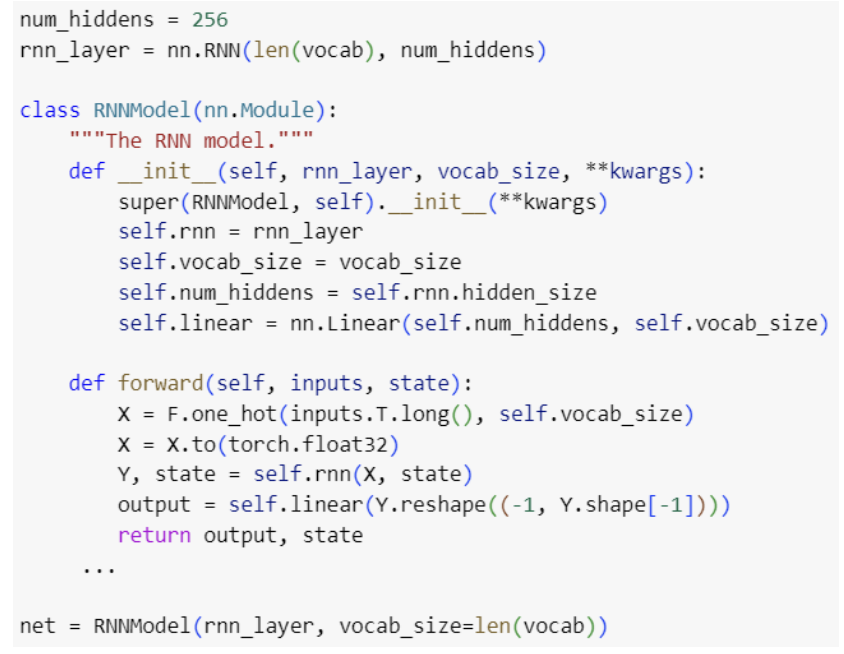 num_hiddens = 256
rnn_layer = nn.RNN(len(vocab), num_hiddens)

class RNNModel(nn.Module):
    """The RNN model."""
    def __init__(self, rnn_layer, vocab_size, **kwargs):
        super(RNNModel, self).__init__(**kwargs)
        self.rnn = rnn_layer
        self.vocab_size = vocab_size
        self.num_hiddens = self.rnn.hidden_size
        self.linear = nn.Linear(self.num_hiddens, self.vocab_size)

    def forward(self, inputs, state):
        X = F.one_hot(inputs.T.long(), self.vocab_size)
        X = X.to(torch.float32)
        Y, state = self.rnn(X, state)
        output = self.linear(Y.reshape((-1, Y.shape[-1])))
        return output, state
     ...

net = RNNModel(rnn_layer, vocab_size=len(vocab))